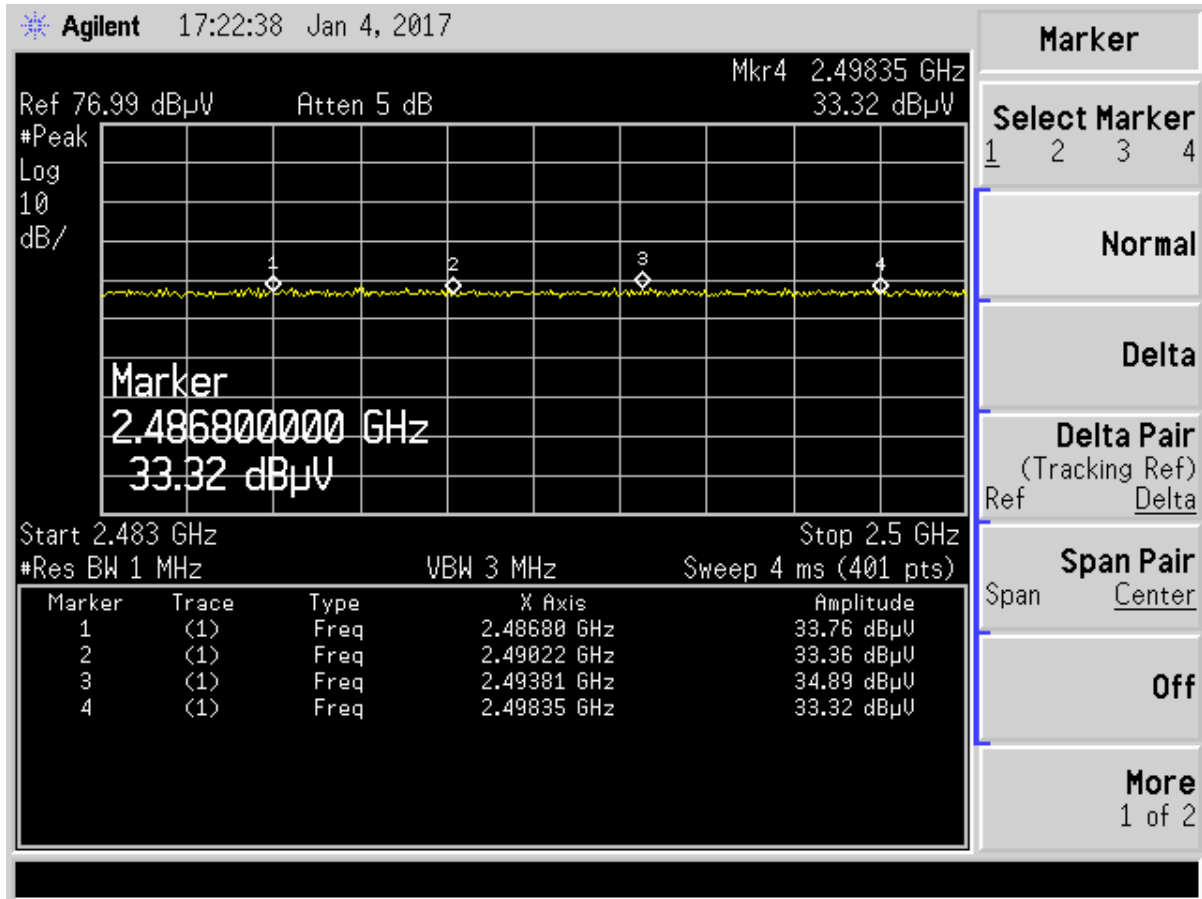 Agilent 17:22:38 Jan 4, 2017
Mkr4 2.49835 GHz
Ref 76.99 dBµV Atten 5 dB 33.32 dBµV
#Peak
Log
10
dB/
1 2 3 4
Marker
2.486800000 GHz
33.32 dBµV
Start 2.483 GHz Stop 2.5 GHz
#Res BW 1 MHz VBW 3 MHz Sweep 4 ms (401 pts)
Marker Trace Type X Axis Amplitude
1 (1) Freq 2.48680 GHz 33.76 dBµV
2 (1) Freq 2.49022 GHz 33.36 dBµV
3 (1) Freq 2.49381 GHz 34.89 dBµV
4 (1) Freq 2.49835 GHz 33.32 dBµV
Marker
Select Marker
1 2 3 4
Normal
Delta
Delta Pair
(Tracking Ref)
Ref Delta
Span Pair
Span Center
Off
More
1 of 2